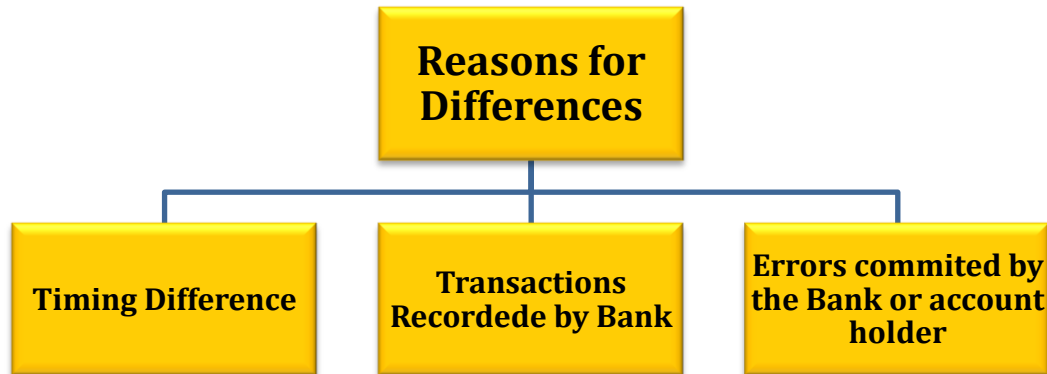 Reasons for
Differences
Timing Difference
Transactions
Recordede by Bank
Errors commited by
the Bank or account
holder